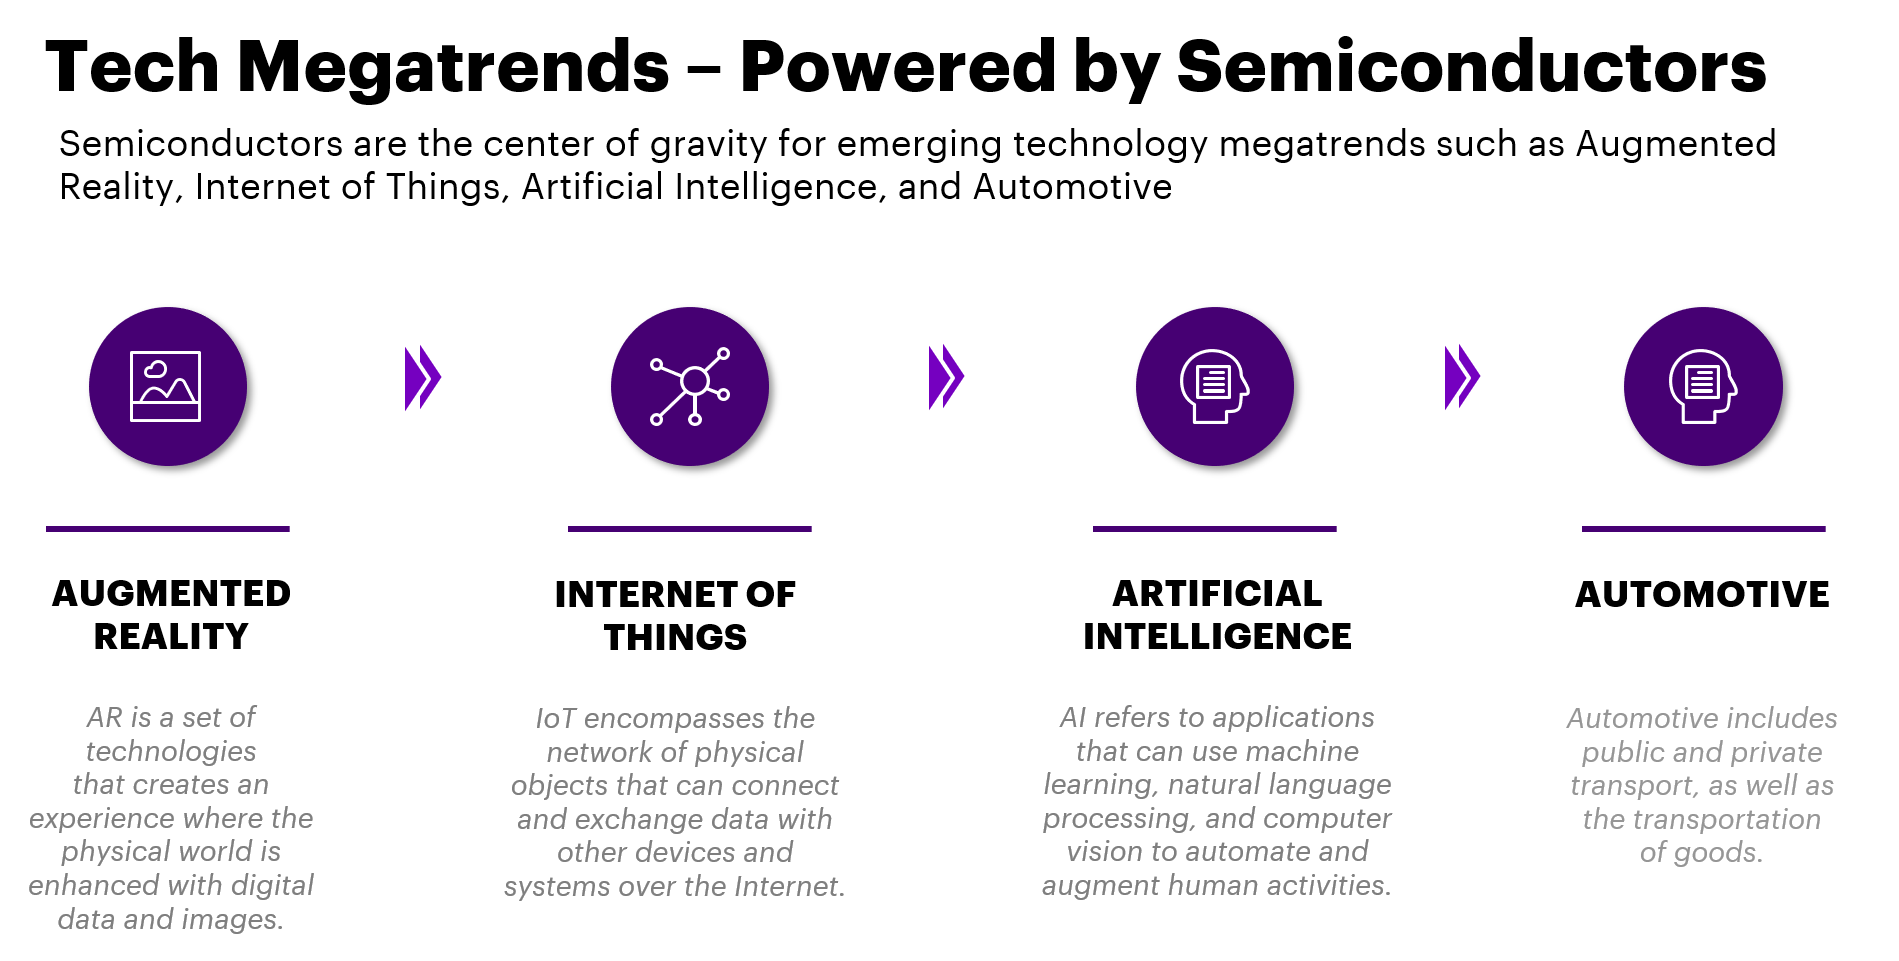 Tech Megatrends – Powered by Semiconductors
Semiconductors are the center of gravity for emerging technology megatrends such as Augmented
Reality, Internet of Things, Artificial Intelligence, and Automotive
AUGMENTED
REALITY
AR is a set of
technologies
that creates an
experience where the
physical world is
enhanced with digital
data and images.
INTERNET OF
THINGS
IoT encompasses the
network of physical
objects that can connect
and exchange data with
other devices and
systems over the Internet.
ARTIFICIAL
INTELLIGENCE
AI refers to applications
that can use machine
learning, natural language
processing, and computer
vision to automate and
augment human activities.
AUTOMOTIVE
Automotive includes
public and private
transport, as well as
the transportation
of goods.